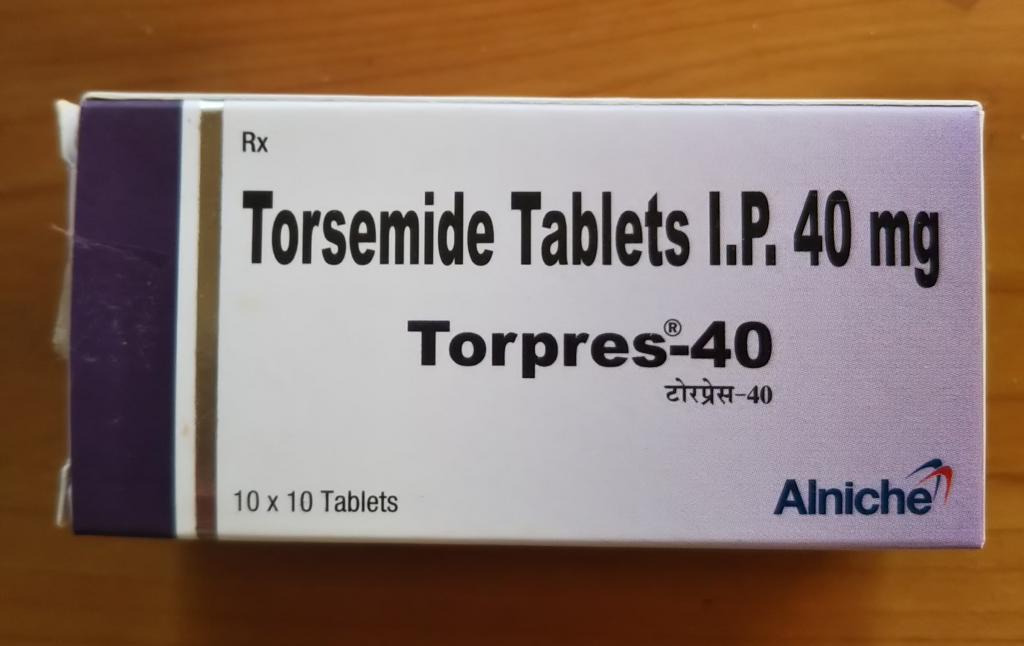 Rx
Torsemide Tablets I.P. 40 mg
Torpres®-40
टोरप्रेस-40
10 x 10 Tablets
Alniche